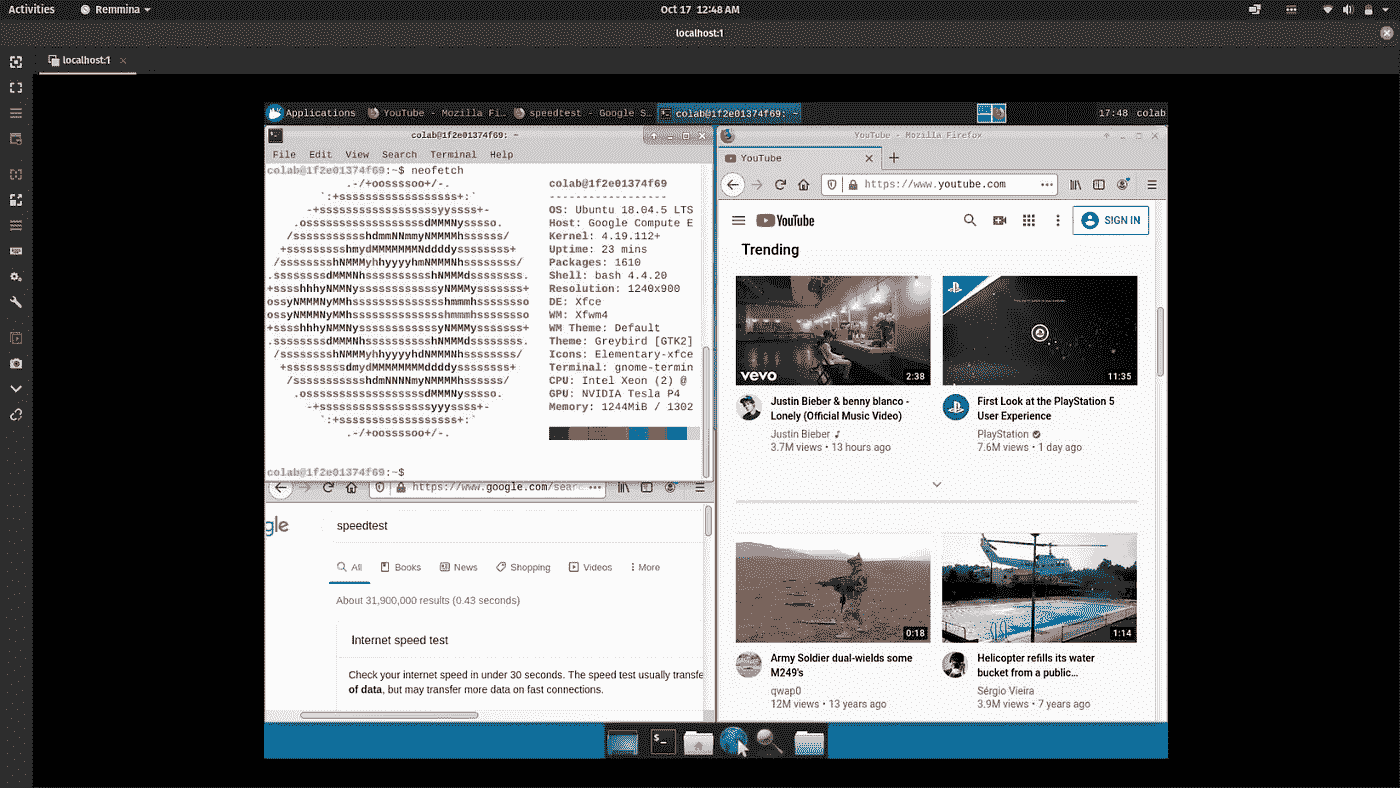 Activities Remmina Oct 17 12:48 AM
localhost:1
localhost:1
Applications YouTube - Mozilla Fi... speedtest - Google S... colab@1f2e01374f69: ~ 17:48 colab
colab@1f2e01374f69: ~
File Edit View Search Terminal Help
colab@1f2e01374f69:~$ neofetch
.-/+oossssoo+/-.
colab@1f2e01374f69
------------------
OS: Ubuntu 18.04.5 LTS
Host: Google Compute E
Kernel: 4.19.112+
Uptime: 23 mins
Packages: 1610
Shell: bash 4.4.20
Resolution: 1240x900
DE: Xfce
WM: Xfwm4
WM Theme: Default
Theme: Greybird [GTK2]
Icons: Elementary-xfce
Terminal: gnome-termin
CPU: Intel Xeon (2) @
GPU: NVIDIA Tesla P4
Memory: 1244MiB / 1302
colab@1f2e01374f69:~$
https://www.google.com/sear
gle
speedtest
All Books News Shopping Videos More
About 31,900,000 results (0.43 seconds)
Internet speed test
Check your internet speed in under 30 seconds. The speed test usually transfe
of data, but may transfer more data on fast connections.
YouTube - Mozilla Firefox
YouTube
https://www.youtube.com
YouTube SIGN IN
Trending
vevo 2:38
11:35
Justin Bieber & benny blanco -
Lonely (Official Music Video)
Justin Bieber
3.7M views • 13 hours ago
First Look at the PlayStation 5
User Experience
PlayStation
7.6M views • 1 day ago
0:18
1:14
Army Soldier dual-wields some
M249's
qwap0
12M views • 13 years ago
Helicopter refills its water
bucket from a public...
Sérgio Vieira
3.9M views • 7 years ago